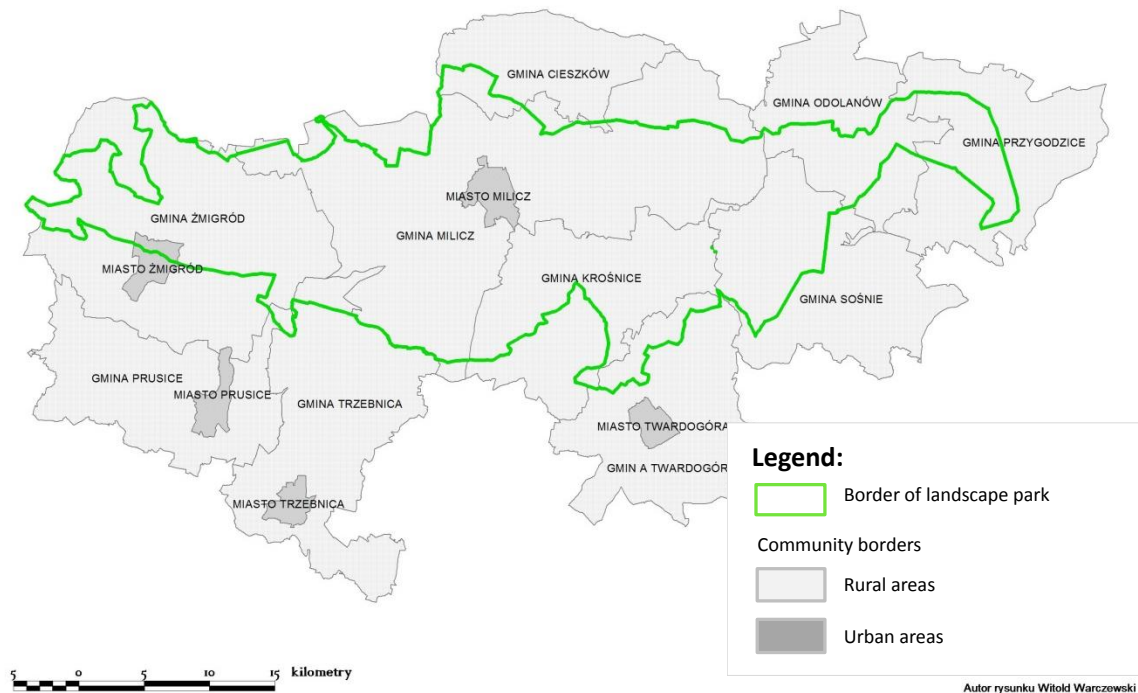 GMINA CIESZKÓW
GMINA ODOLANÓW
GMINA PRZYGODZICE
MIASTO MILICZ
GMINA ŻMIGRÓD
GMINA MILICZ
MIASTO ŻMIGRÓD
GMINA KROŚNICE
GMINA SOŚNIE
GMINA PRUSICE
MIASTO PRUSICE
GMINA TRZEBNICA
MIASTO TWARDOGÓRA
GMIN A TWARDOGÓR
MIASTO TRZEBNICA
Legend:
Border of landscape park
Community borders
Rural areas
Urban areas
5 0 5 10 15 kilometry
Autor rysunku Witold Warczewski